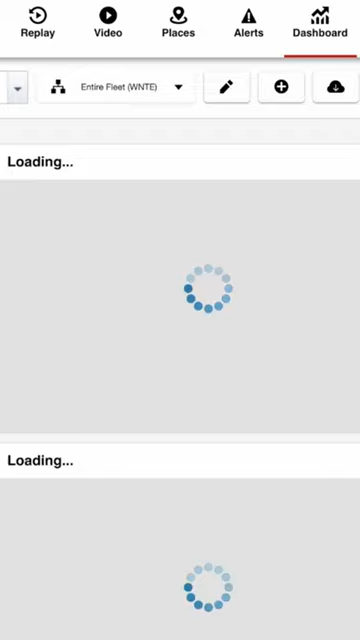 Replay
Video
Places
Alerts
Dashboard
Entire Fleet (WNTE)
Loading...
Loading...